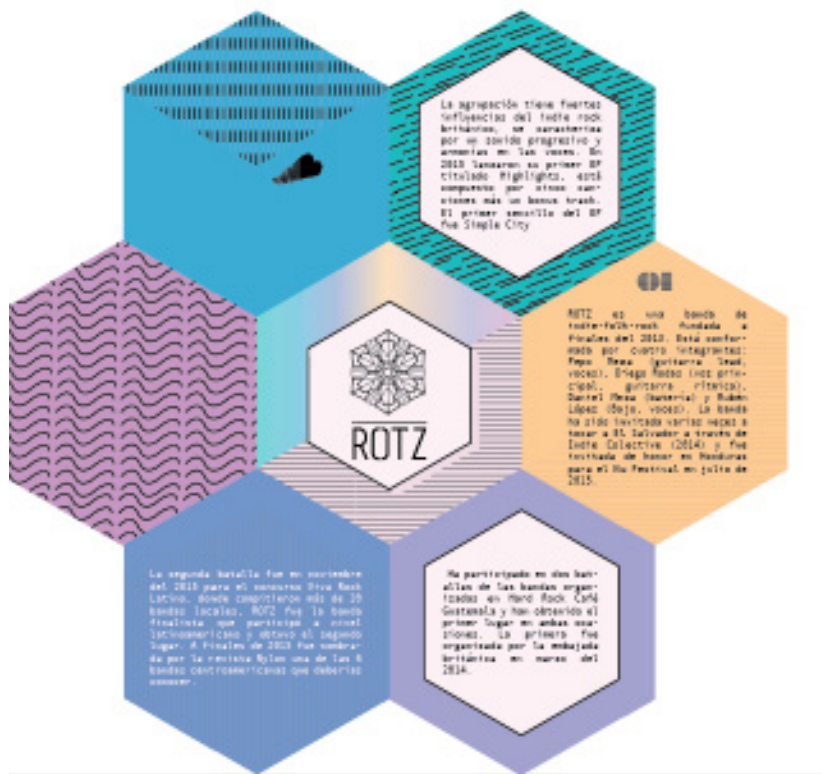 La agrupación tiene fuertes
influencias del indie rock
británico, se caracteriza
por un sonido progresivo y
armonías en las voces. En
2015 lanzaron su primer EP
titulado Highlights, está
compuesto por cinco can-
ciones más un bonus track.
El primer sencillo del EP
fue Simple City
ROTZ es una banda de
indie-folk-rock fundada a
finales del 2013. Está confor-
mada por cuatro integrantes:
Pepo Meza (guitarra lead,
voces), Diego Rodas (voz prin-
cipal, guitarra rítmica),
Daniel Meza (batería) y Rubén
López (Bajo, voces). La banda
ha sido invitada varias veces a
tocar a El Salvador a través de
Indie Colective (2014) y fue
invitada de honor en Honduras
para el Nu Festival en julio de
2015.
ROTZ
La segunda batalla fue en noviembre
del 2015 para el concurso Viva Rock
Latino, donde compitieron más de 30
bandas locales. ROTZ fue la banda
finalista que participó a nivel
latinoamericano y obtuvo el segundo
lugar. A finales de 2015 fue nombra-
da por la revista Nylon una de las
bandas centroamericanas que deberías
conocer.
Ha participado en dos bat-
allas de las bandas organ-
izadas en Hard Rock Café
Guatemala y han obtenido el
primer lugar en ambas oca-
siones. La primera fue
organizada por la embajada
británica en marzo del
2014.